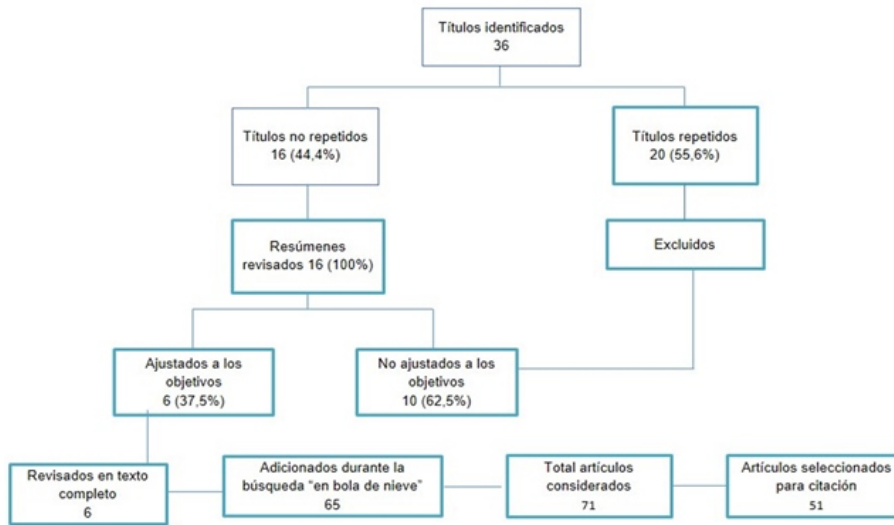 Títulos identificados
36
Títulos no repetidos
16 (44,4%)
Títulos repetidos
20 (55,6%)
Resúmenes
revisados 16 (100%)
Excluidos
Ajustados a los
objetivos
6 (37,5%)
No ajustados a los
objetivos
10 (62,5%)
Revisados en texto
completo
6
Adicionados durante la
búsqueda “en bola de nieve”
65
Total artículos
considerados
71
Artículos seleccionados
para citación
51